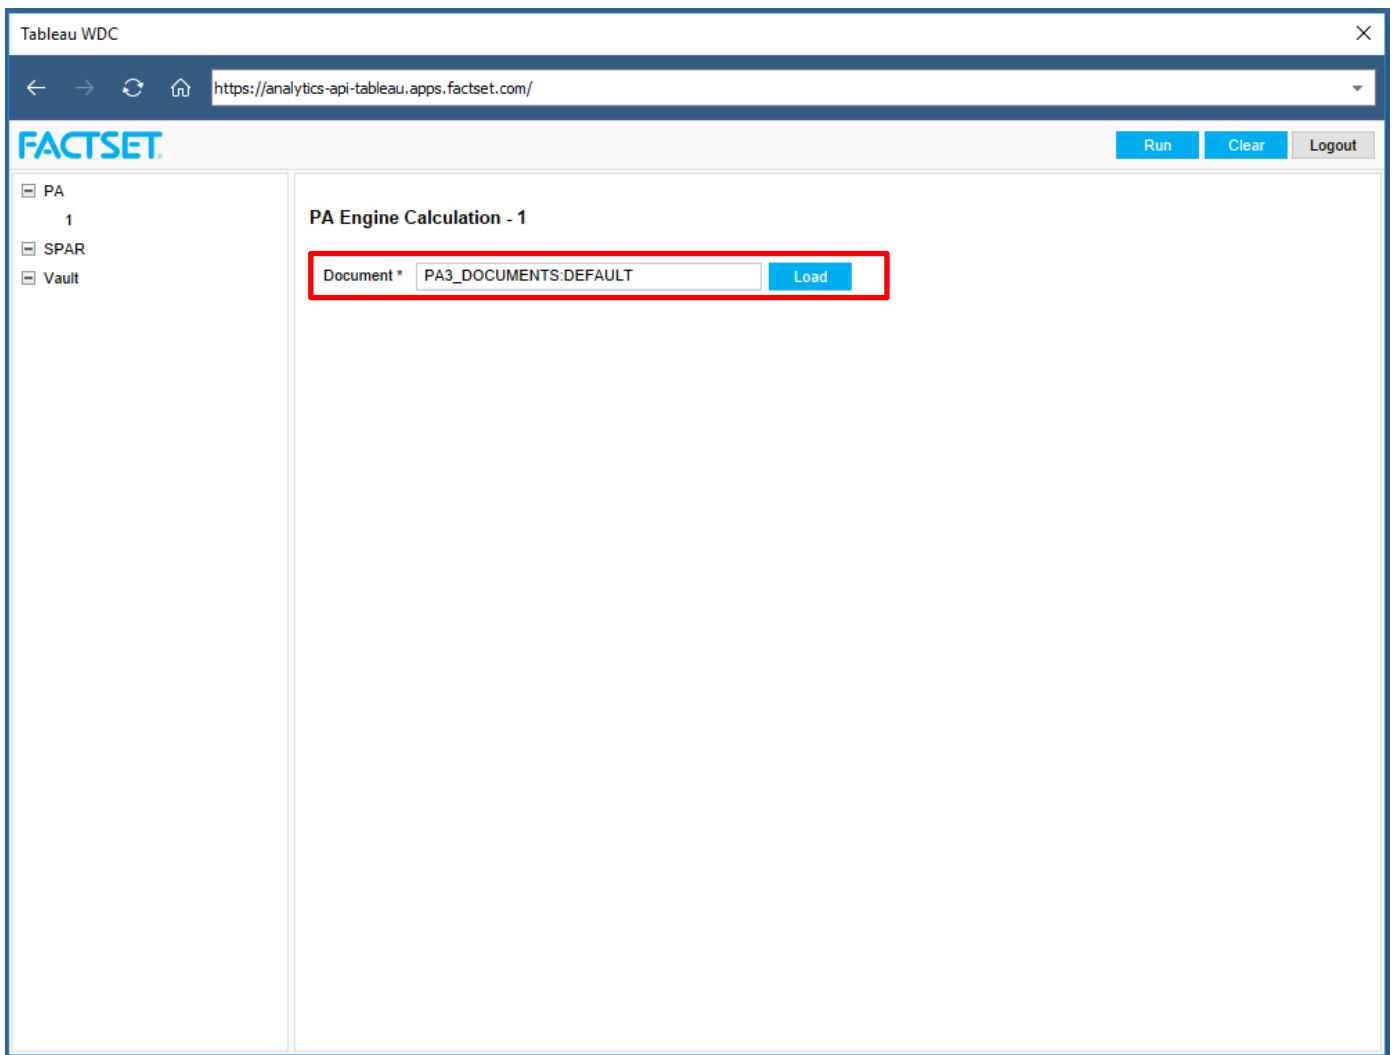 Tableau WDC
https://analytics-api-tableau.apps.factset.com/
FACTSET.
Run Clear Logout
PA
1
SPAR
Vault
PA Engine Calculation - 1
Document * PA3_DOCUMENTS:DEFAULT Load